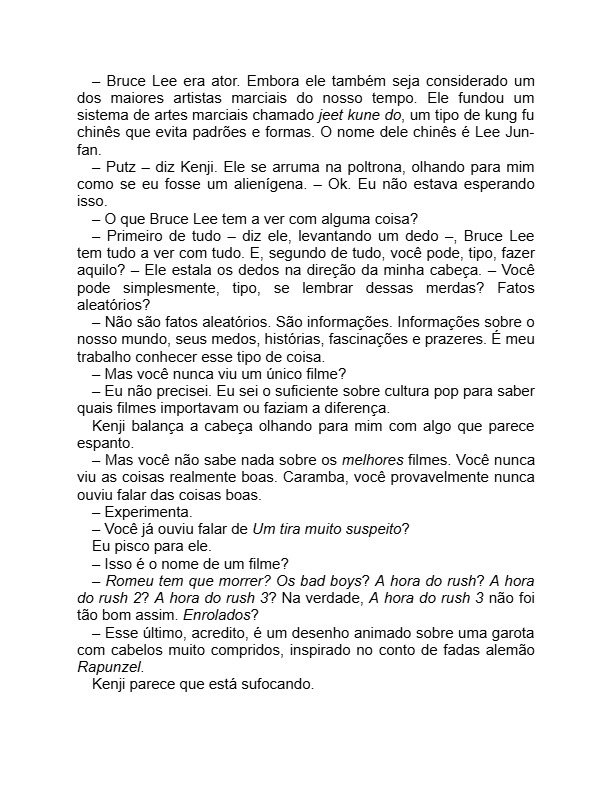 – Bruce Lee era ator. Embora ele também seja considerado um
dos maiores artistas marciais do nosso tempo. Ele fundou um
sistema de artes marciais chamado jeet kune do, um tipo de kung fu
chinês que evita padrões e formas. O nome dele chinês é Lee Jun-
fan.
– Putz – diz Kenji. Ele se arruma na poltrona, olhando para mim
como se eu fosse um alienígena. – Ok. Eu não estava esperando
isso.
– O que Bruce Lee tem a ver com alguma coisa?
– Primeiro de tudo – diz ele, levantando um dedo –, Bruce Lee
tem tudo a ver com tudo. E, segundo de tudo, você pode, tipo, fazer
aquilo? – Ele estala os dedos na direção da minha cabeça. – Você
pode simplesmente, tipo, se lembrar dessas merdas? Fatos
aleatórios?
– Não são fatos aleatórios. São informações. Informações sobre o
nosso mundo, seus medos, histórias, fascinações e prazeres. É meu
trabalho conhecer esse tipo de coisa.
– Mas você nunca viu um único filme?
– Eu não precisei. Eu sei o suficiente sobre cultura pop para saber
quais filmes importavam ou faziam a diferença.
Kenji balança a cabeça olhando para mim com algo que parece
espanto.
– Mas você não sabe nada sobre os melhores filmes. Você nunca
viu as coisas realmente boas. Caramba, você provavelmente nunca
ouviu falar das coisas boas.
– Experimenta.
– Você já ouviu falar de Um tira muito suspeito?
Eu pisco para ele.
– Isso é o nome de um filme?
– Romeu tem que morrer? Os bad boys? A hora do rush? A hora
do rush 2? A hora do rush 3? Na verdade, A hora do rush 3 não foi
tão bom assim. Enrolados?
– Esse último, acredito, é um desenho animado sobre uma garota
com cabelos muito compridos, inspirado no conto de fadas alemão
Rapunzel.
Kenji parece que está sufocando.